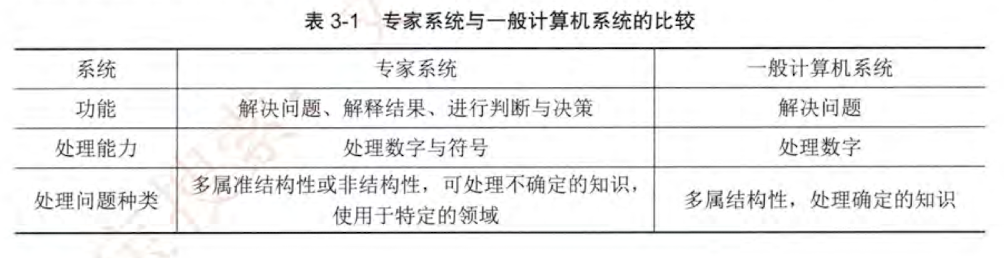 表 3-1 专家系统与一般计算机系统的比较
系统 专家系统 一般计算机系统
功能 解决问题、解释结果、进行判断与决策 解决问题
处理能力 处理数字与符号 处理数字
处理问题种类 多属准结构性或非结构性，可处理不确定的知识，
使用于特定的领域 多属结构性，处理确定的知识